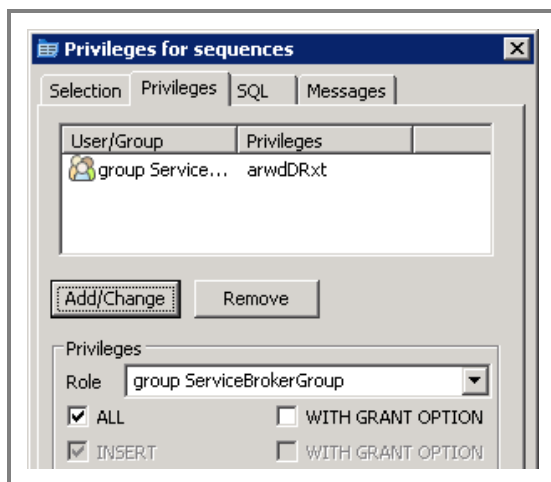 Privileges for sequences
Selection Privileges SQL Messages
User/Group Privileges
group Service... arwdDRxt
Add/Change Remove
Privileges
Role group ServiceBrokerGroup
ALL WITH GRANT OPTION
INSERT WITH GRANT OPTION